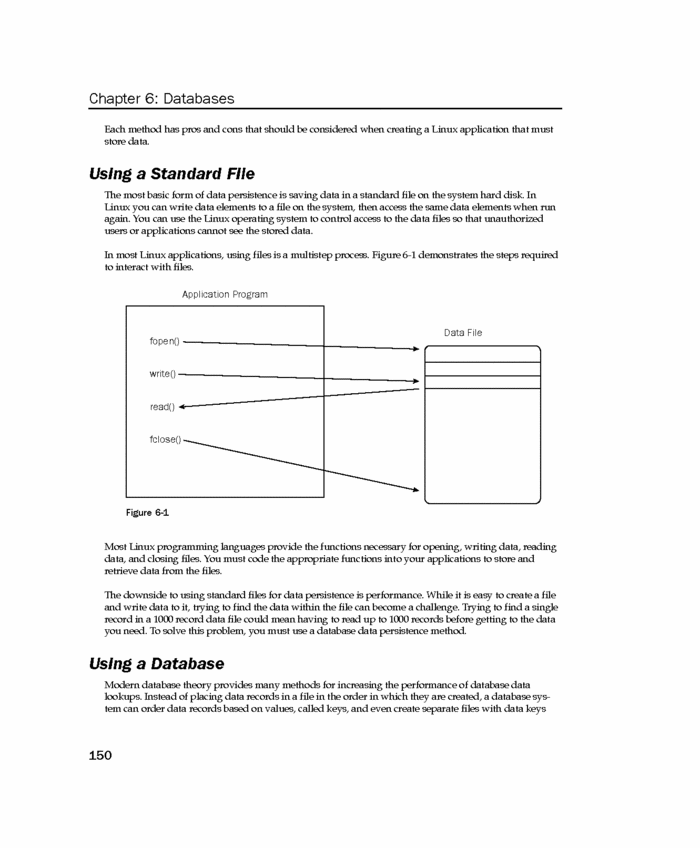 Chapter 6: Databases
Each method has pros and cons that should be considered when creating a Linux application that must
store data.
Using a Standard File
The most basic form of data persistence is saving data in a standard file on the system hard disk. In
Linux you can write data elements to a file on the system, then access the same data elements when run
again. You can use the Linux operating system to control access to the data files so that unauthorized
users or applications cannot see the stored data.
In most Linux applications, using files is a multistep process. Figure 6-1 demonstrates the steps required
to interact with files.
Application Program
Data File
fopen()
write()
read()
fclose()
Figure 6-1
Most Linux programming languages provide the functions necessary for opening, writing data, reading
data, and closing files. You must code the appropriate functions into your applications to store and
retrieve data from the files.
The downside to using standard files for data persistence is performance. While it is easy to create a file
and write data to it, trying to find the data within the file can become a challenge. Trying to find a single
record in a 1000 record data file could mean having to read up to 1000 records before getting to the data
you need. To solve this problem, you must use a database data persistence method.
Using a Database
Modern database theory provides many methods for increasing the performance of database data
lookups. Instead of placing data records in a file in the order in which they are created, a database sys-
tem can order data records based on values, called keys, and even create separate files with data keys
150